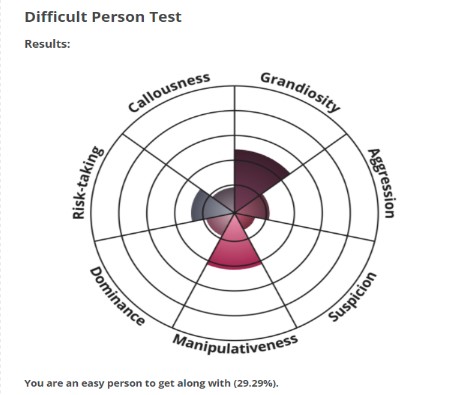 Difficult Person Test
Results:
Callousness
Grandiosity
Risk-taking
Aggression
Dominance
Suspicion
Manipulativeness
You are an easy person to get along with (29.29%).